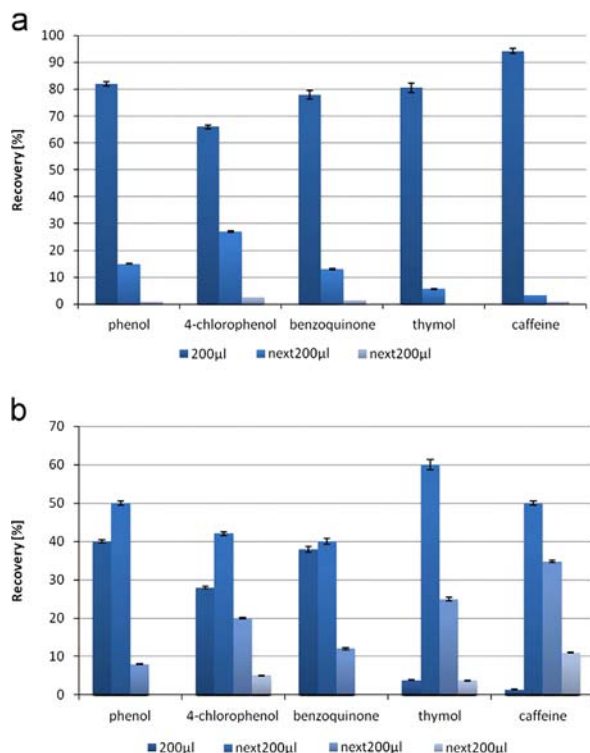 a
Recovery [%]
100
90
80
70
60
50
40
30
20
10
0
phenol 4-chlorophenol benzoquinone thymol caffeine
200µl next200µl next200µl
b
Recovery [%]
70
60
50
40
30
20
10
0
phenol 4-chlorophenol benzoquinone thymol caffeine
200µl next200µl next200µl next200µl